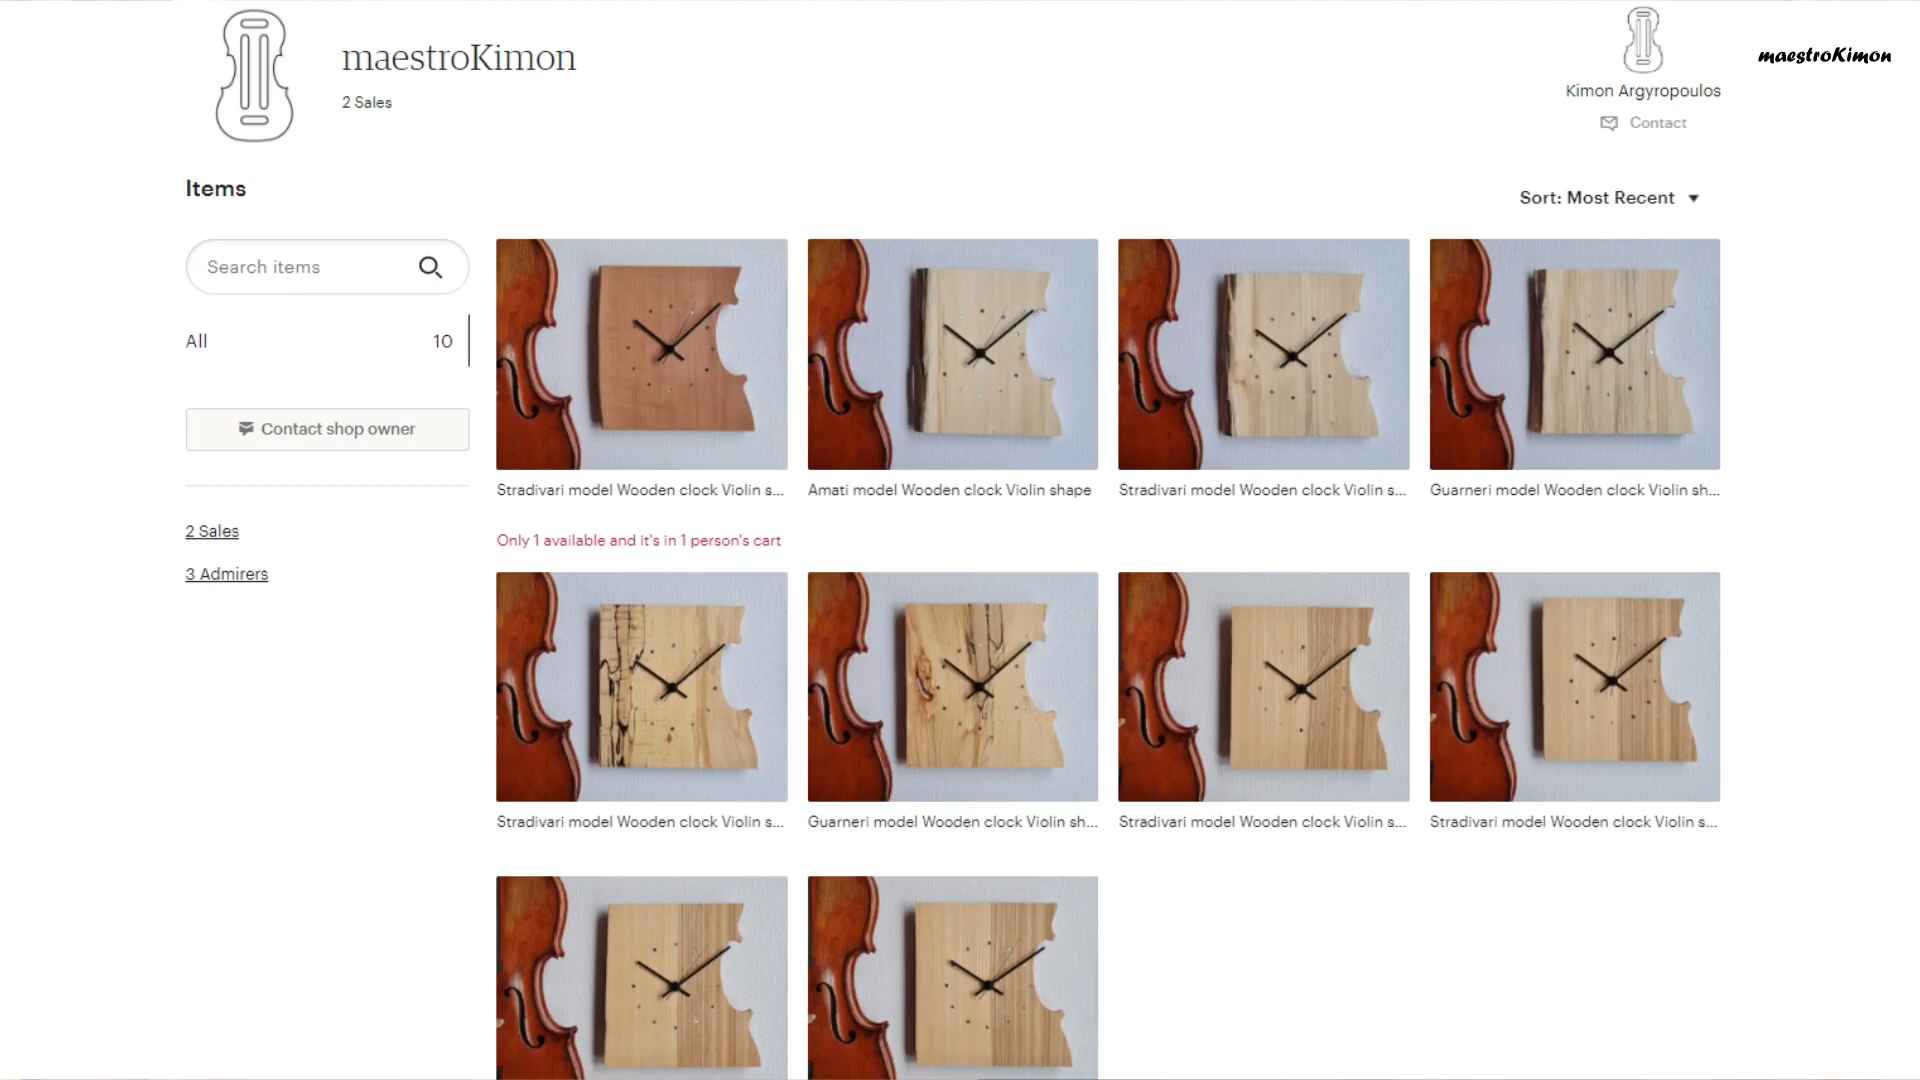 maestroKimon
2 Sales
Kimon Argyropoulos
Contact
maestroKimon
Items
Sort: Most Recent
Search items
All 10
Contact shop owner
2 Sales
3 Admirers
Stradivari model Wooden clock Violin s...
Amati model Wooden clock Violin shape
Stradivari model Wooden clock Violin s...
Guarneri model Wooden clock Violin sh...
Only 1 available and it's in 1 person's cart
Stradivari model Wooden clock Violin s...
Guarneri model Wooden clock Violin sh...
Stradivari model Wooden clock Violin s...
Stradivari model Wooden clock Violin s...